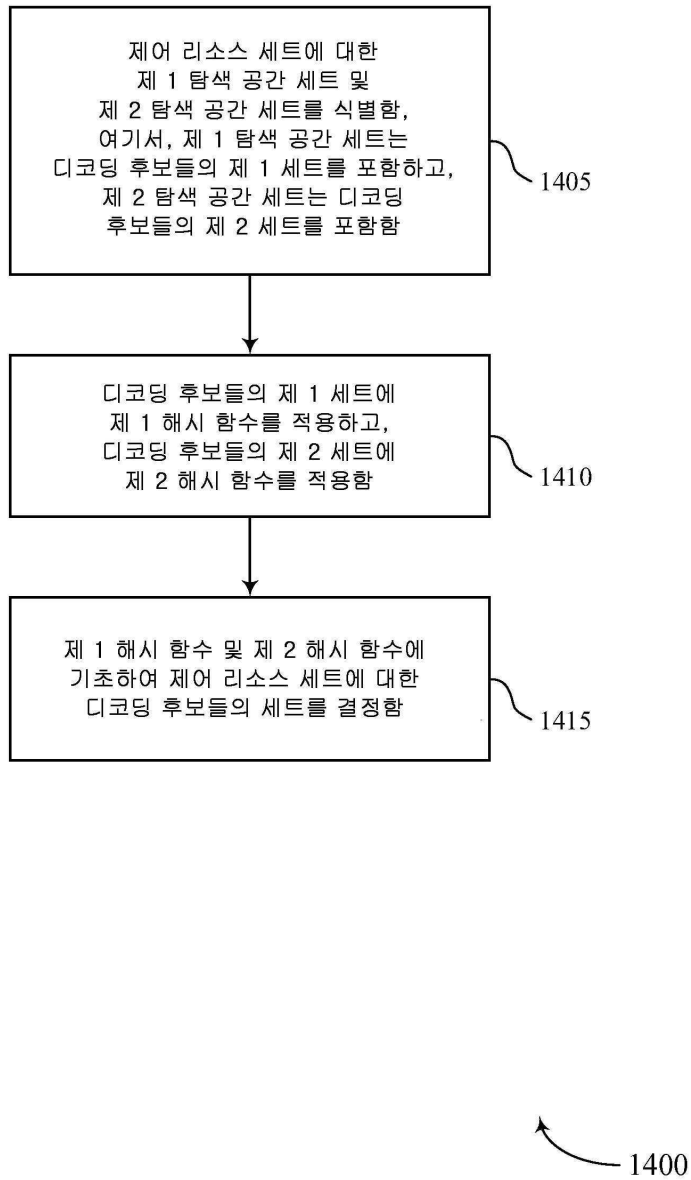 제어 리소스 세트에 대한
제 1 탐색 공간 세트 및
제 2 탐색 공간 세트를 식별함,
여기서, 제 1 탐색 공간 세트는
디코딩 후보들의 제 1 세트를 포함하고,
제 2 탐색 공간 세트는 디코딩
후보들의 제 2 세트를 포함함
1405
디코딩 후보들의 제 1 세트에
제 1 해시 함수를 적용하고,
디코딩 후보들의 제 2 세트에
제 2 해시 함수를 적용함
1410
제 1 해시 함수 및 제 2 해시 함수에
기초하여 제어 리소스 세트에 대한
디코딩 후보들의 세트를 결정함
1415
1400